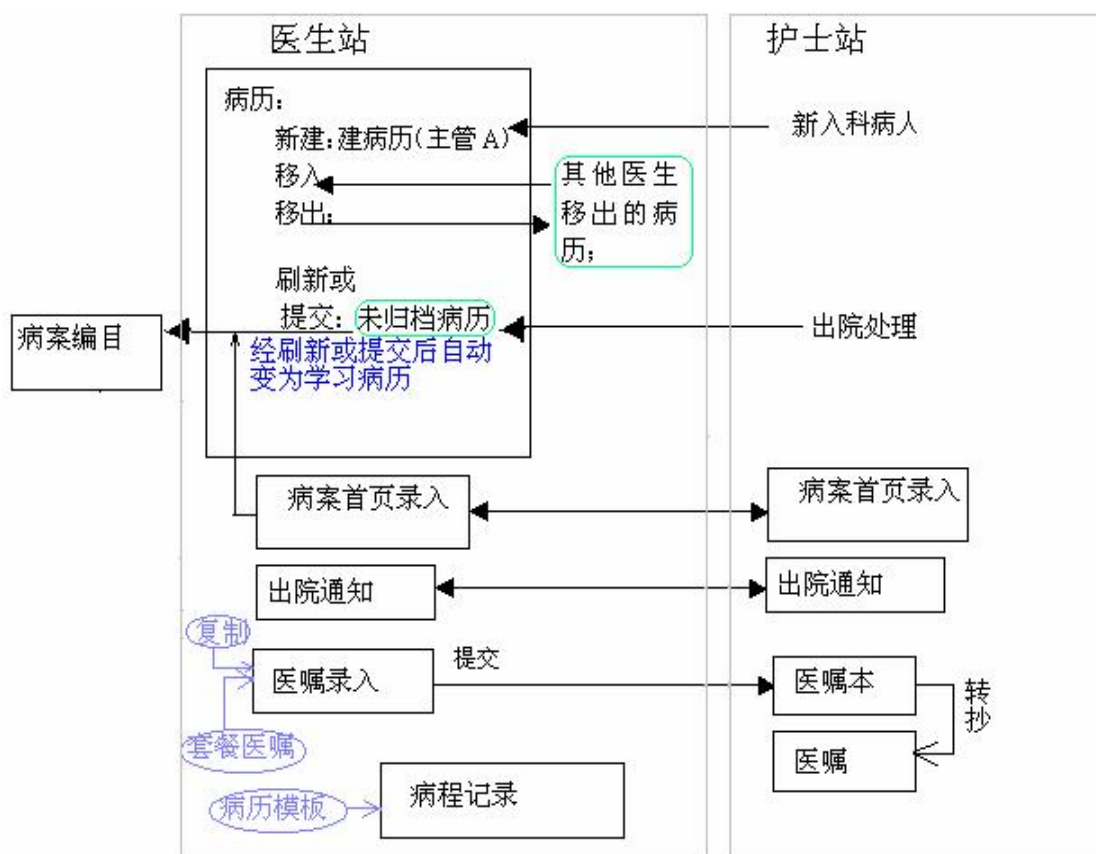 医生站
护士站
病历：
新建：建病历（主管A）
新入科病人
移入
移出：
其他医生
移出的病
历；
刷新或
提交：未归档病历
出院处理
病案编目
经刷新或提交后自动
变为学习病历
病案首页录入
病案首页录入
出院通知
出院通知
复制
医嘱录入
提交
医嘱本
转
抄
套餐医嘱
医嘱
病历模板
病程记录